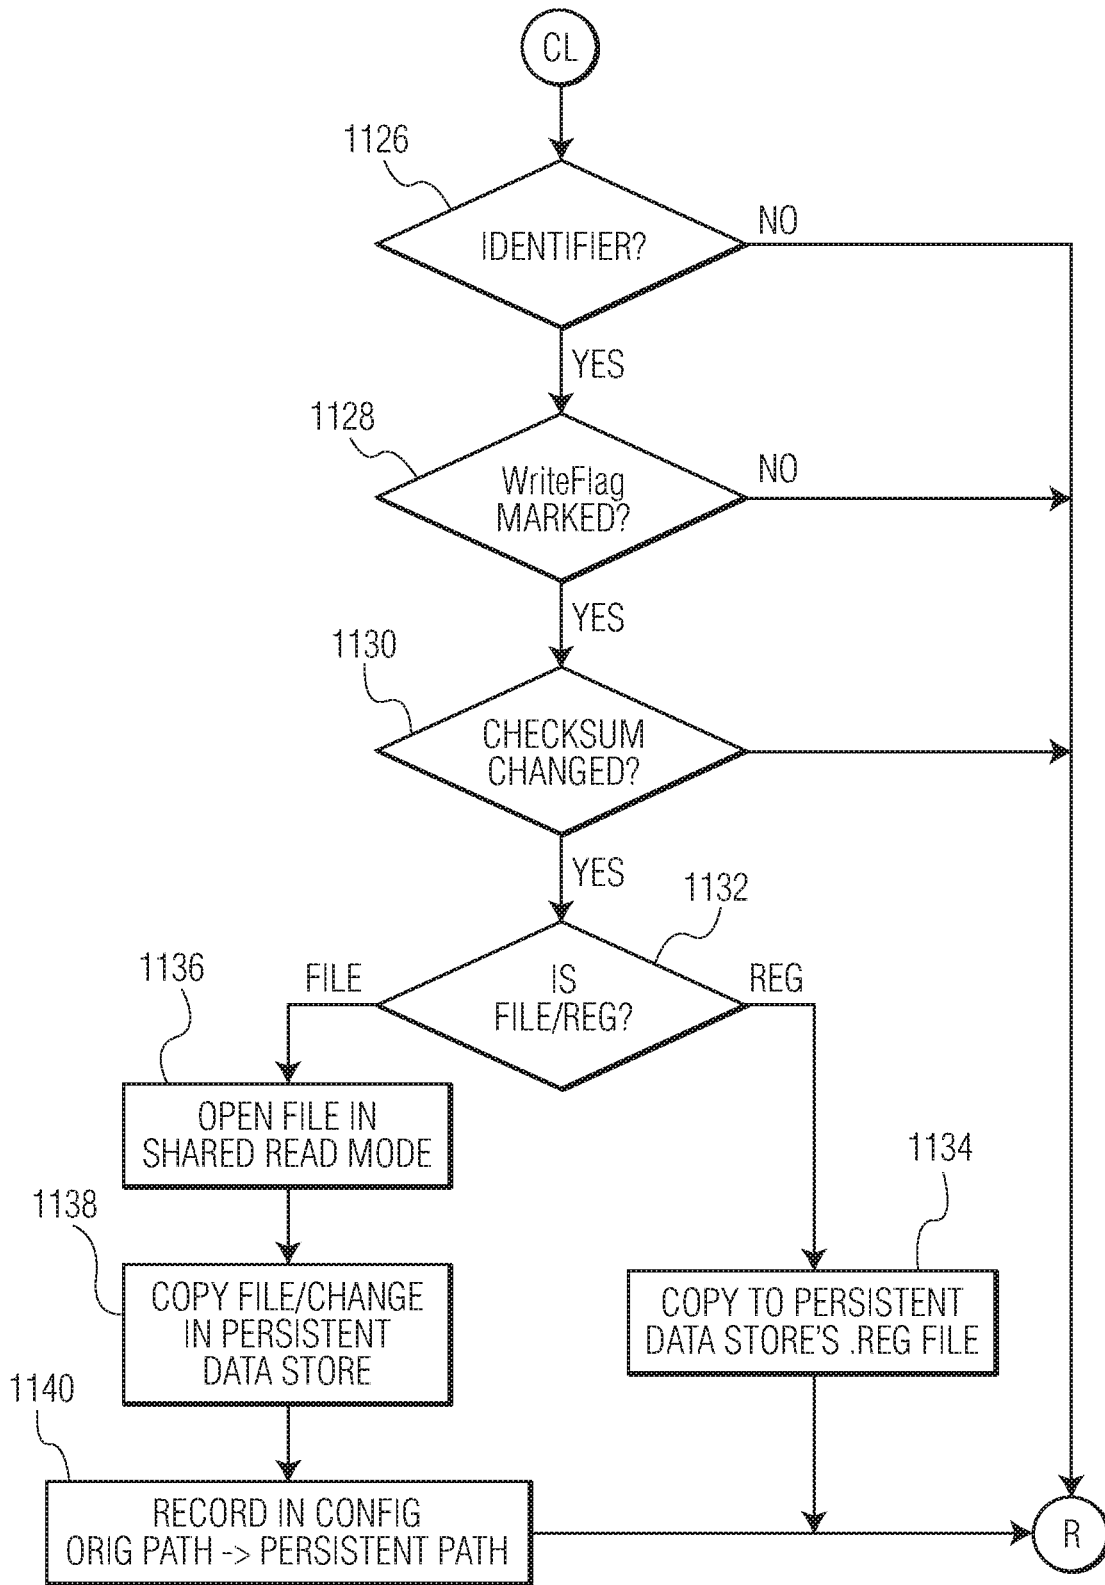 CL
1126
IDENTIFIER?
NO
YES
1128
WriteFlag
MARKED?
NO
YES
1130
CHECKSUM
CHANGED?
YES
1132
IS
FILE/REG?
FILE
REG
1136
OPEN FILE IN
SHARED READ MODE
1138
COPY FILE/CHANGE
IN PERSISTENT
DATA STORE
1134
COPY TO PERSISTENT
DATA STORE'S .REG FILE
1140
RECORD IN CONFIG
ORIG PATH -> PERSISTENT PATH
R